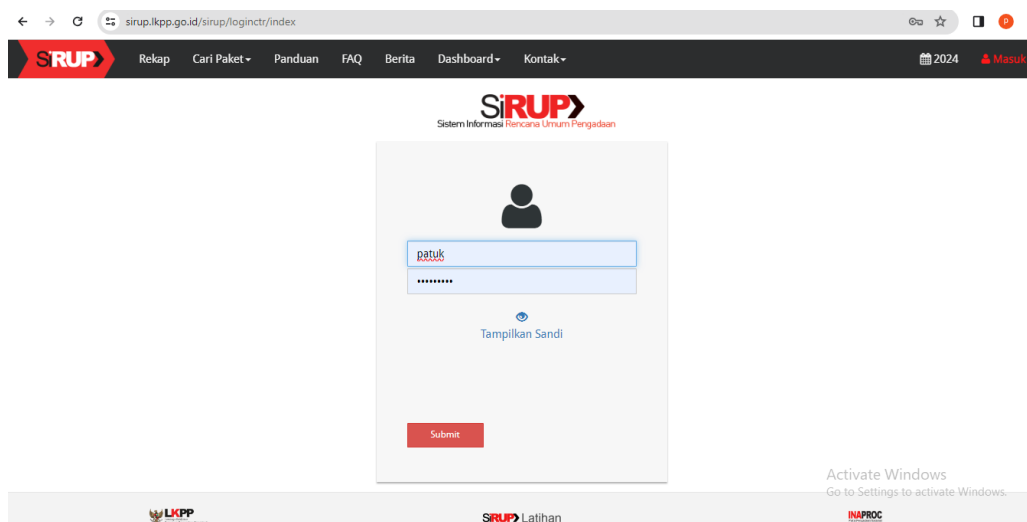 sirup.lkpp.go.id/sirup/loginctr/index
P
SiRUP Rekap Cari Paket Panduan FAQ Berita Dashboard Kontak 2024 Masuk
SiRUP
Sistem Informasi Rencana Umum Pengadaan
patuk
•••••••••
Tampilkan Sandi
Submit
Activate Windows
Go to Settings to activate Windows.
LKPP SiRUP Latihan INAPROC